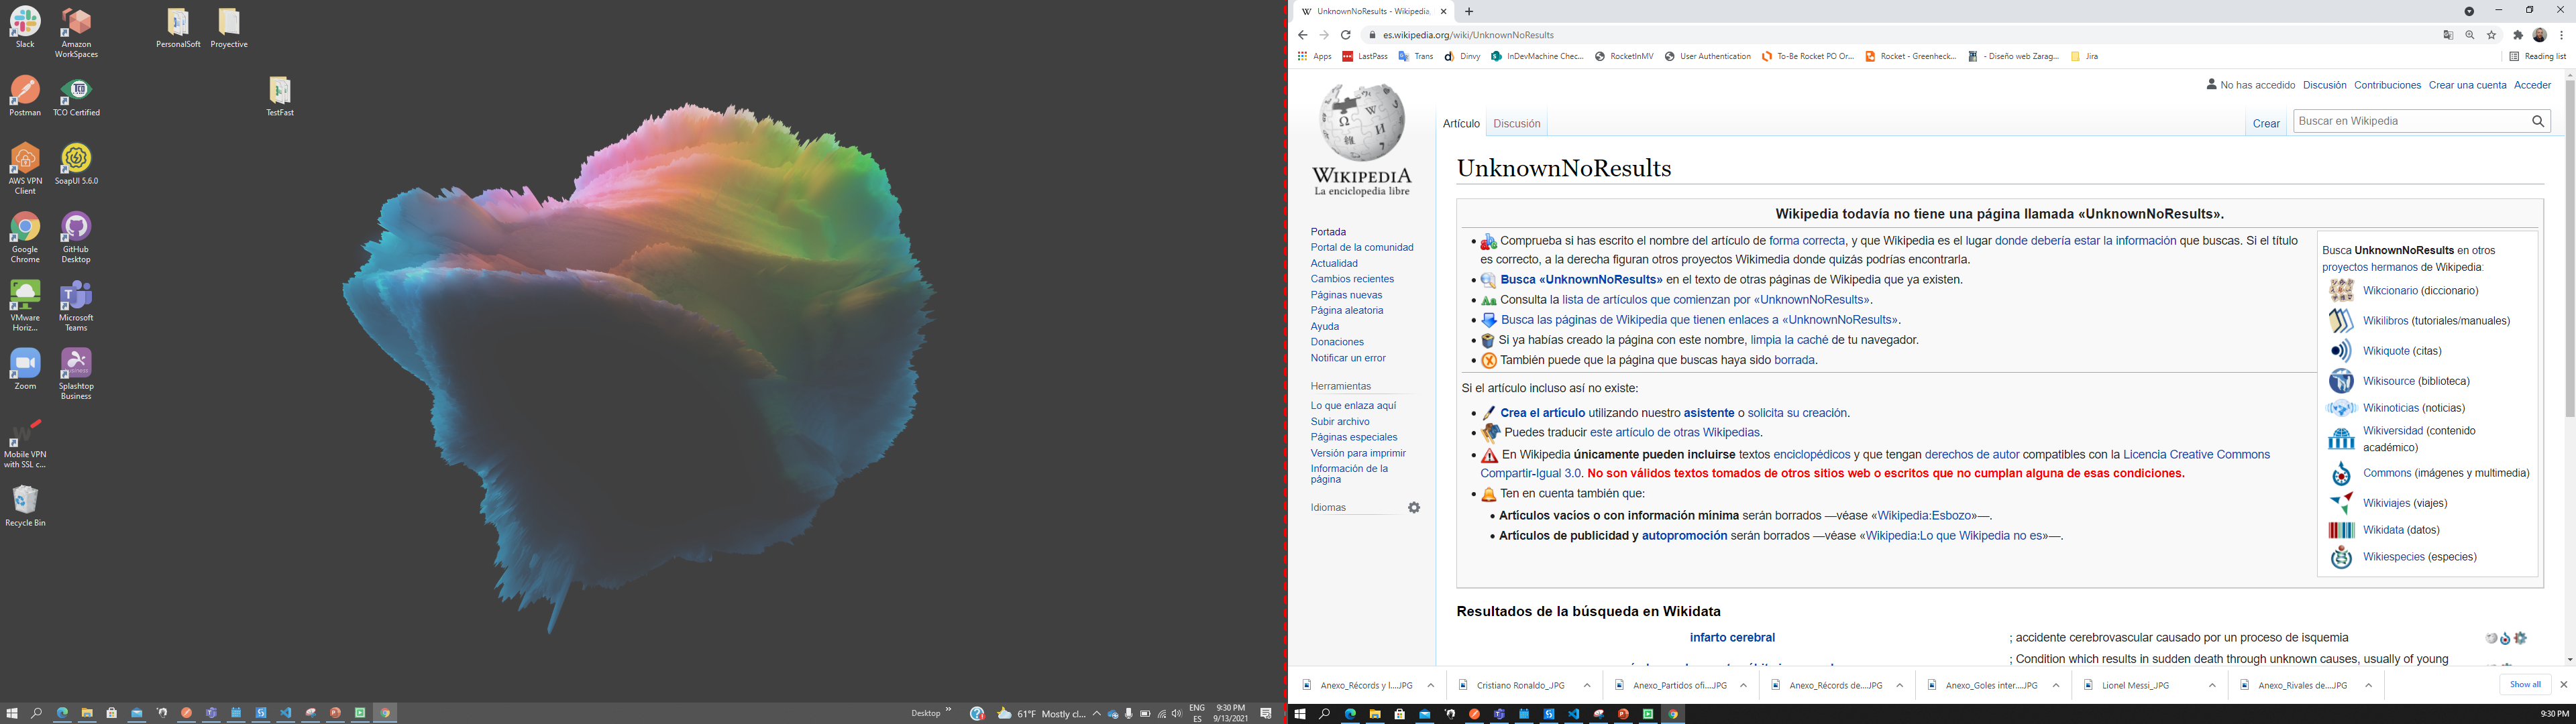 Slack
Amazon
WorkSpaces
PersonalSoft
Proyective
Postman
TCO Certified
TestFast
AWS VPN
Client
SoapUI 5.6.0
Google
Chrome
GitHub
Desktop
VMware
Horiz...
Microsoft
Teams
Zoom
Splashtop
Business
Mobile VPN
with SSL c...
Recycle Bin
Desktop
61°F Mostly cl...
ENG
ES
9:30 PM
9/13/2021
UnknownNoResults - Wikipedia,
es.wikipedia.org/wiki/UnknownNoResults
Apps LastPass Trans Dinvy InDevMachine Chec... RocketInMV User Authentication To-Be Rocket PO Or... Rocket - Greenheck... - Diseño web Zarag... Jira Reading list
No has accedido Discusión Contribuciones Crear una cuenta Acceder
Artículo Discusión Crear Buscar en Wikipedia
WIKIPEDIA
La enciclopedia libre
Portada
Portal de la comunidad
Actualidad
Cambios recientes
Páginas nuevas
Página aleatoria
Ayuda
Donaciones
Notificar un error
Herramientas
Lo que enlaza aquí
Subir archivo
Páginas especiales
Versión para imprimir
Información de la
página
Idiomas
UnknownNoResults
Wikipedia todavía no tiene una página llamada «UnknownNoResults».
Comprueba si has escrito el nombre del artículo de forma correcta, y que Wikipedia es el lugar donde debería estar la información que buscas. Si el título
es correcto, a la derecha figuran otros proyectos Wikimedia donde quizás podrías encontrarla.
Busca «UnknownNoResults» en el texto de otras páginas de Wikipedia que ya existen.
Consulta la lista de artículos que comienzan por «UnknownNoResults».
Busca las páginas de Wikipedia que tienen enlaces a «UnknownNoResults».
Si ya habías creado la página con este nombre, limpia la caché de tu navegador.
También puede que la página que buscas haya sido borrada.
Si el artículo incluso así no existe:
Crea el artículo utilizando nuestro asistente o solicita su creación.
Puedes traducir este artículo de otras Wikipedias.
En Wikipedia únicamente pueden incluirse textos enciclopédicos y que tengan derechos de autor compatibles con la Licencia Creative Commons
Compartir-Igual 3.0. No son válidos textos tomados de otros sitios web o escritos que no cumplan alguna de esas condiciones.
Ten en cuenta también que:
Artículos vacíos o con información mínima serán borrados —véase «Wikipedia:Esbozo»—.
Artículos de publicidad y autopromoción serán borrados —véase «Wikipedia:Lo que Wikipedia no es»—.
Busca UnknownNoResults en otros
proyectos hermanos de Wikipedia:
Wikcionario (diccionario)
Wikilibros (tutoriales/manuales)
Wikiquote (citas)
Wikisource (biblioteca)
Wikinoticias (noticias)
Wikiversidad (contenido
académico)
Commons (imágenes y multimedia)
Wikiviajes (viajes)
Wikidata (datos)
Wikiespecies (especies)
Resultados de la búsqueda en Wikidata
infarto cerebral ; accidente cerebrovascular causado por un proceso de isquemia
; Condition which results in sudden death through unknown causes, usually of young
Anexo_Récords y l....JPG Cristiano Ronaldo_.JPG Anexo_Partidos ofi....JPG Anexo_Récords de....JPG Anexo_Goles inter....JPG Lionel Messi_.JPG Anexo_Rivales de....JPG Show all
9:30 PM